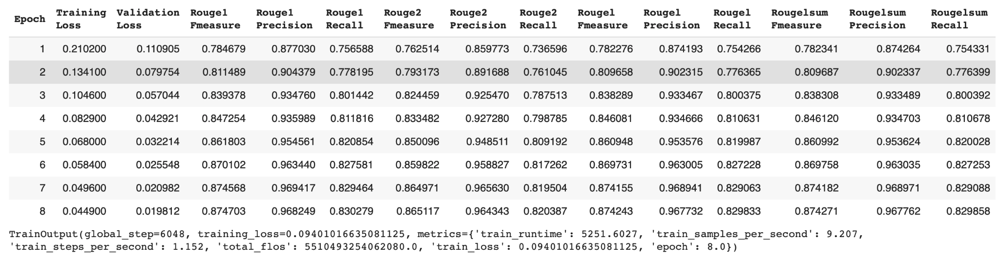 Epoch Training Loss Validation Loss Rouge1 Fmeasure Rouge1 Precision Rouge1 Recall Rouge2 Fmeasure Rouge2 Precision Rouge2 Recall Rougel Fmeasure Rougel Precision Rougel Recall Rougelsum Fmeasure Rougelsum Precision Rougelsum Recall
1 0.210200 0.110905 0.784679 0.877030 0.756588 0.762514 0.859773 0.736596 0.782276 0.874193 0.754266 0.782341 0.874264 0.754331
2 0.134100 0.079754 0.811489 0.904379 0.778195 0.793173 0.891688 0.761045 0.809658 0.902315 0.776365 0.809687 0.902337 0.776399
3 0.104600 0.057044 0.839378 0.934760 0.801442 0.824459 0.925470 0.787513 0.838289 0.933467 0.800375 0.838308 0.933489 0.800392
4 0.082900 0.042921 0.847254 0.935989 0.811816 0.833482 0.927280 0.798785 0.846081 0.934666 0.810631 0.846120 0.934703 0.810678
5 0.068000 0.032214 0.861803 0.954561 0.820854 0.850096 0.948511 0.809192 0.860948 0.953576 0.819987 0.860992 0.953624 0.820028
6 0.058400 0.025548 0.870102 0.963440 0.827581 0.859822 0.958827 0.817262 0.869731 0.963005 0.827228 0.869758 0.963035 0.827253
7 0.049600 0.020982 0.874568 0.969417 0.829464 0.864971 0.965630 0.819504 0.874155 0.968941 0.829063 0.874182 0.968971 0.829088
8 0.044900 0.019812 0.874703 0.968249 0.830279 0.865117 0.964343 0.820387 0.874243 0.967732 0.829833 0.874271 0.967762 0.829858
TrainOutput(global_step=6048, training_loss=0.09401016635081125, metrics={'train_runtime': 5251.6027, 'train_samples_per_second': 9.207,
'train_steps_per_second': 1.152, 'total_flos': 5510493254062080.0, 'train_loss': 0.09401016635081125, 'epoch': 8.0})